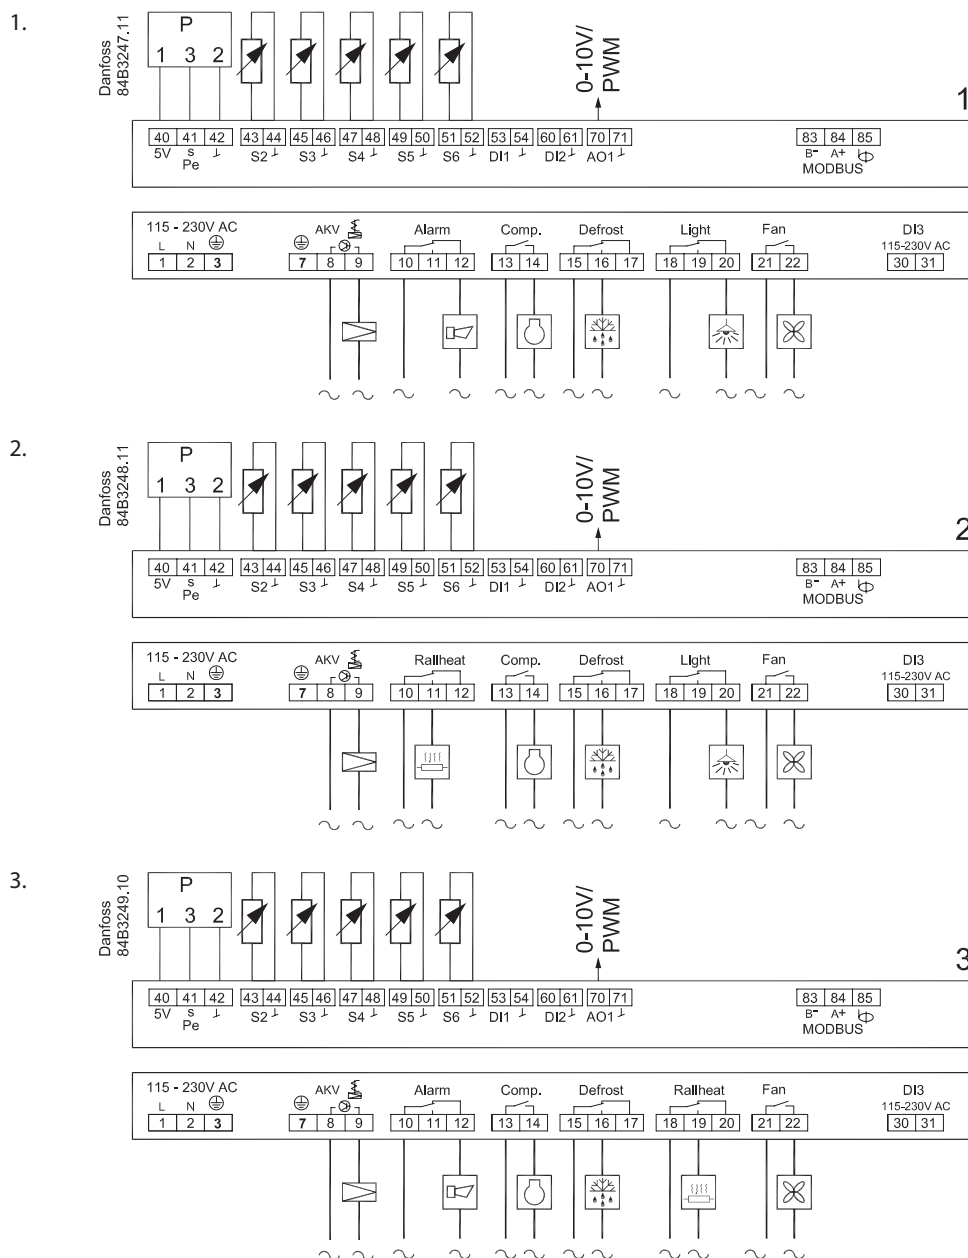 1.
Danfoss
84B3247.11
P
1 3 2
0-10V/
PWM
1
40 41 42 43 44 45 46 47 48 49 50 51 52 53 54 60 61 70 71 83 84 85
5V s S2 S3 S4 S5 S6 DI1 DI2 AO1 B- A+
Pe MODBUS
115 - 230V AC AKV Alarm Comp. Defrost Light Fan DI3
L N 115-230V AC
1 2 3 7 8 9 10 11 12 13 14 15 16 17 18 19 20 21 22 30 31
2.
Danfoss
84B3248.11
P
1 3 2
0-10V/
PWM
2
40 41 42 43 44 45 46 47 48 49 50 51 52 53 54 60 61 70 71 83 84 85
5V s S2 S3 S4 S5 S6 DI1 DI2 AO1 B- A+
Pe MODBUS
115 - 230V AC AKV Railheat Comp. Defrost Light Fan DI3
L N 115-230V AC
1 2 3 7 8 9 10 11 12 13 14 15 16 17 18 19 20 21 22 30 31
3.
Danfoss
84B3249.10
P
1 3 2
0-10V/
PWM
3
40 41 42 43 44 45 46 47 48 49 50 51 52 53 54 60 61 70 71 83 84 85
5V s S2 S3 S4 S5 S6 DI1 DI2 AO1 B- A+
Pe MODBUS
115 - 230V AC AKV Alarm Comp. Defrost Railheat Fan DI3
L N 115-230V AC
1 2 3 7 8 9 10 11 12 13 14 15 16 17 18 19 20 21 22 30 31